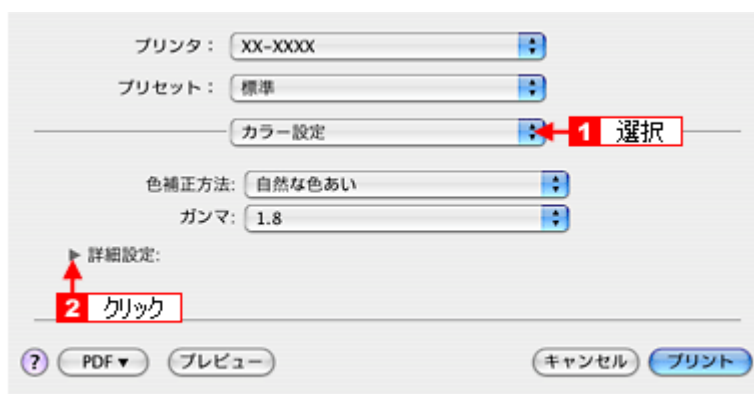 プリンタ： XX-XXXX
プリセット： 標準
カラー設定 1 選択
色補正方法: 自然な色あい
ガンマ: 1.8
▶ 詳細設定:
2 クリック
? PDF▼ プレビュー キャンセル プリント